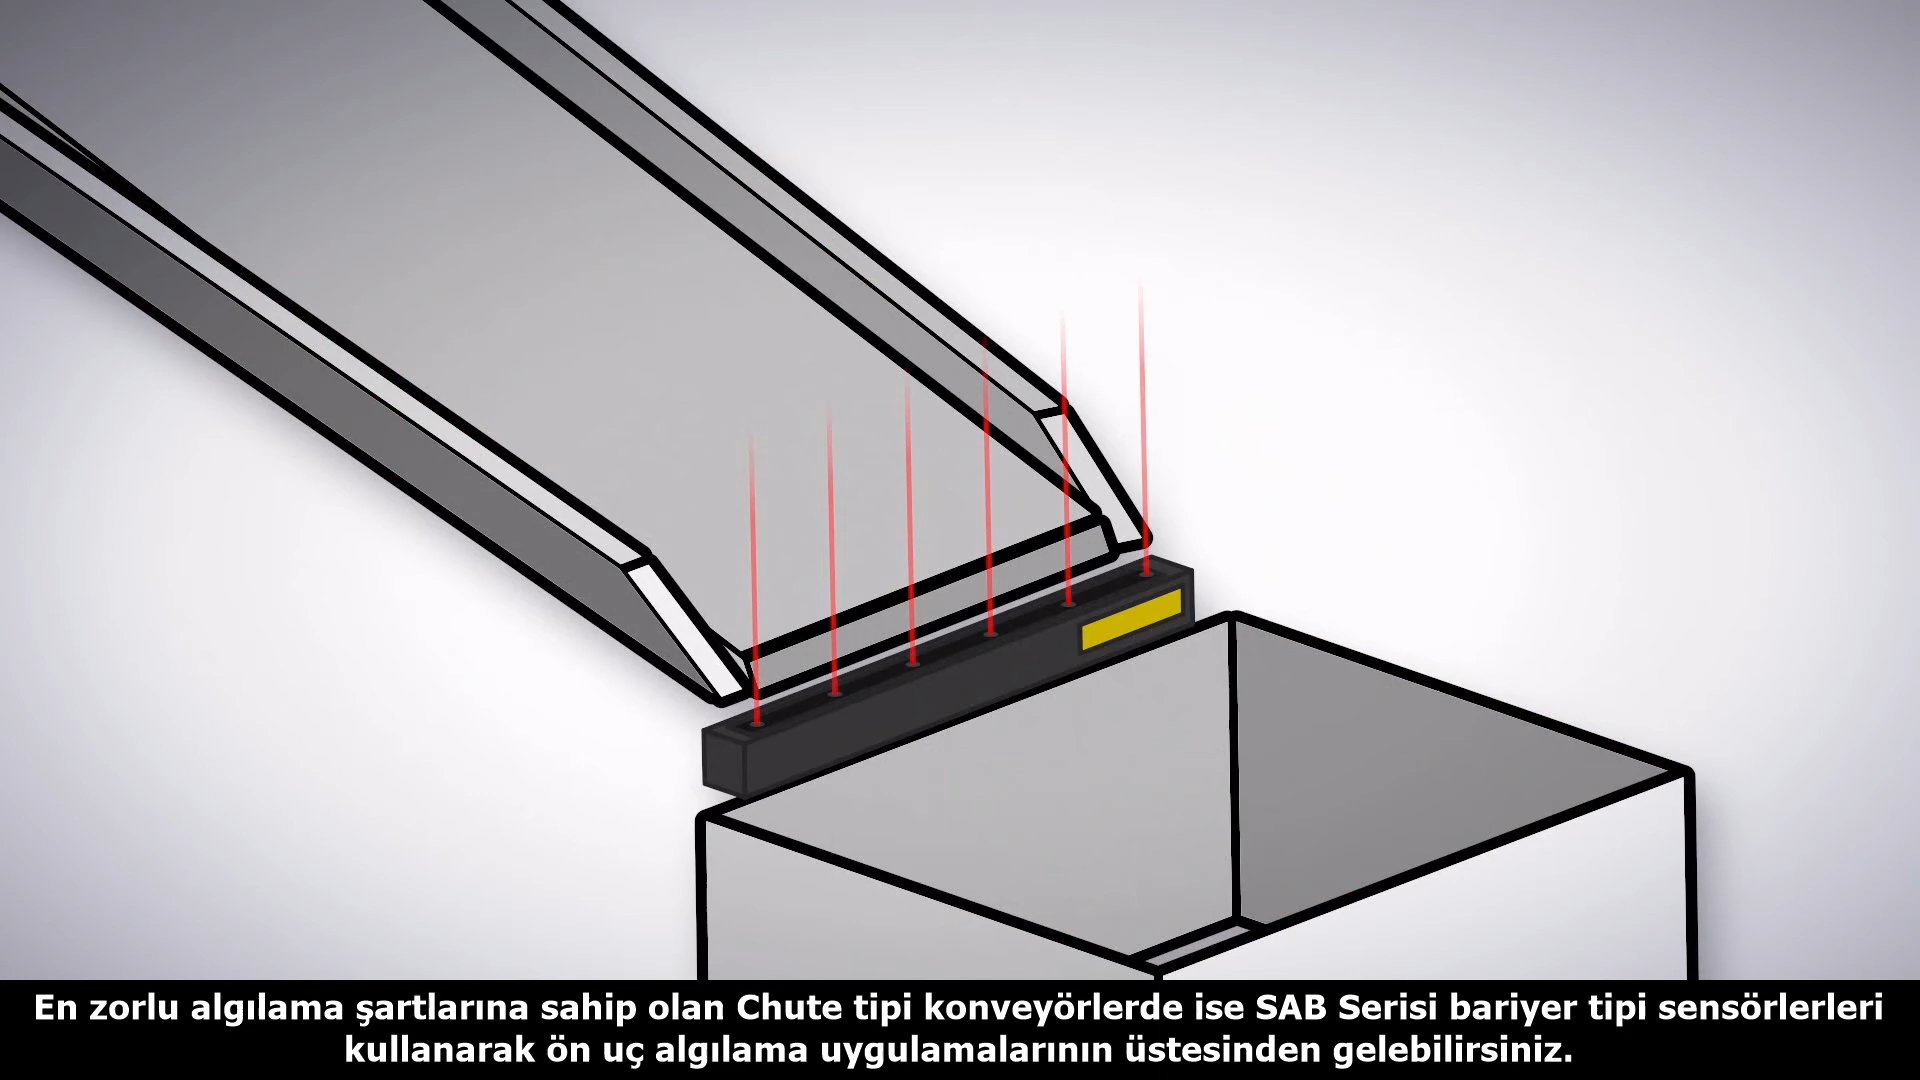 En zorlu algılama şartlarına sahip olan Chute tipi konveyörlerde ise SAB Serisi bariyer tipi sensörlerleri
kullanarak ön uç algılama uygulamalarının üstesinden gelebilirsiniz.